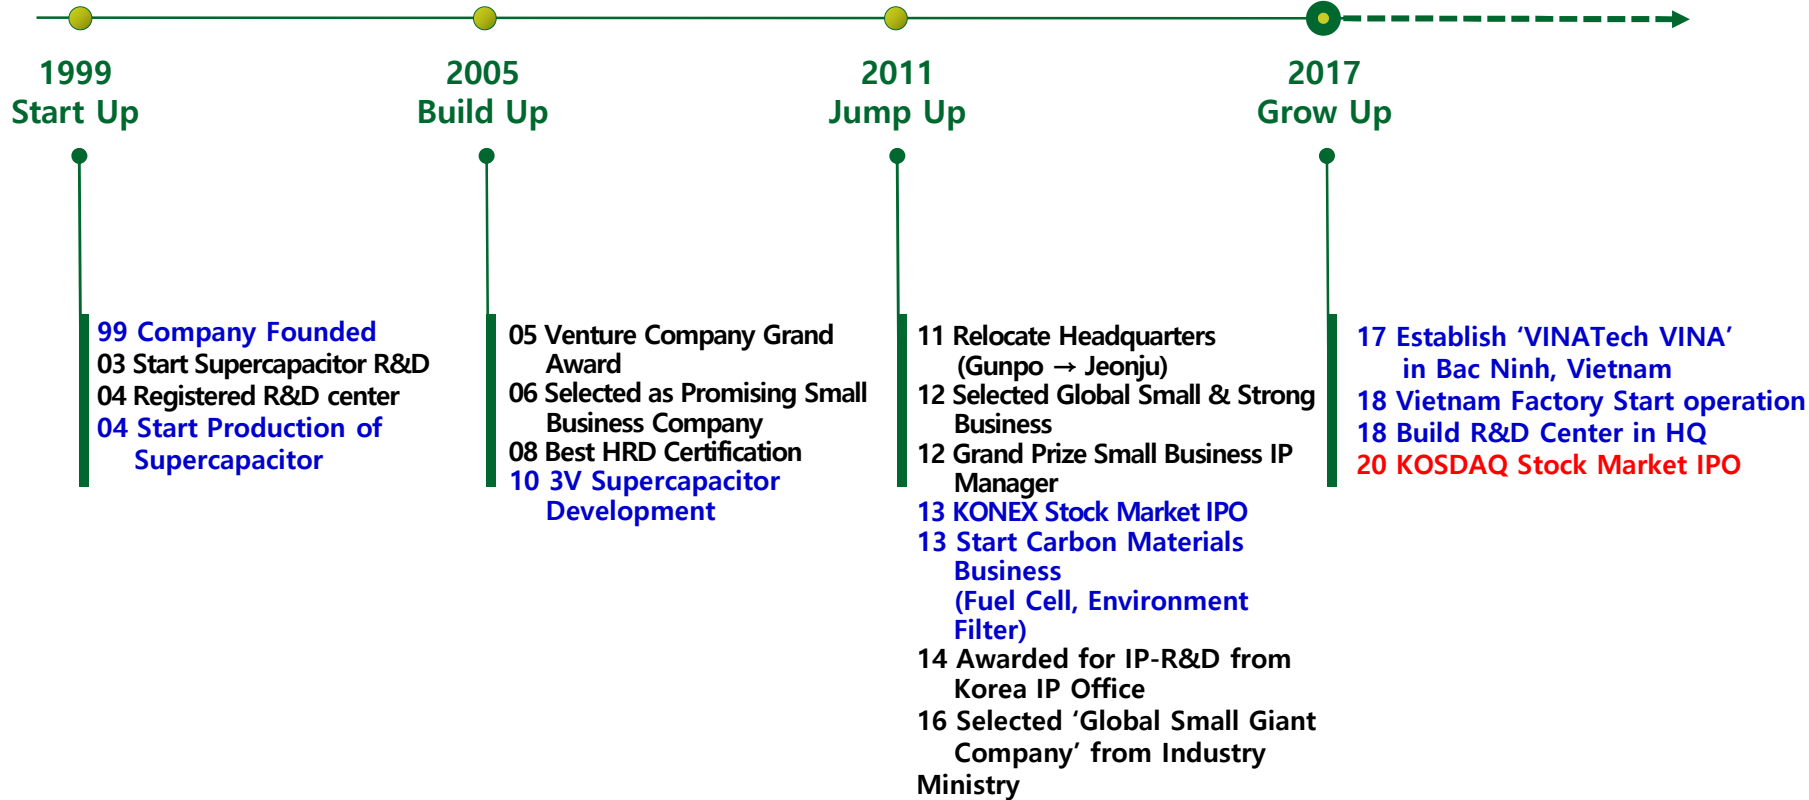 1999
Start Up
2005
Build Up
2011
Jump Up
2017
Grow Up
99 Company Founded
03 Start Supercapacitor R&D
04 Registered R&D center
04 Start Production of
Supercapacitor
05 Venture Company Grand
Award
06 Selected as Promising Small
Business Company
08 Best HRD Certification
10 3V Supercapacitor
Development
11 Relocate Headquarters
(Gunpo → Jeonju)
12 Selected Global Small & Strong
Business
12 Grand Prize Small Business IP
Manager
13 KONEX Stock Market IPO
13 Start Carbon Materials
Business
(Fuel Cell, Environment
Filter)
14 Awarded for IP-R&D from
Korea IP Office
16 Selected ‘Global Small Giant
Company’ from Industry
Ministry
17 Establish ‘VINATech VINA’
in Bac Ninh, Vietnam
18 Vietnam Factory Start operation
18 Build R&D Center in HQ
20 KOSDAQ Stock Market IPO